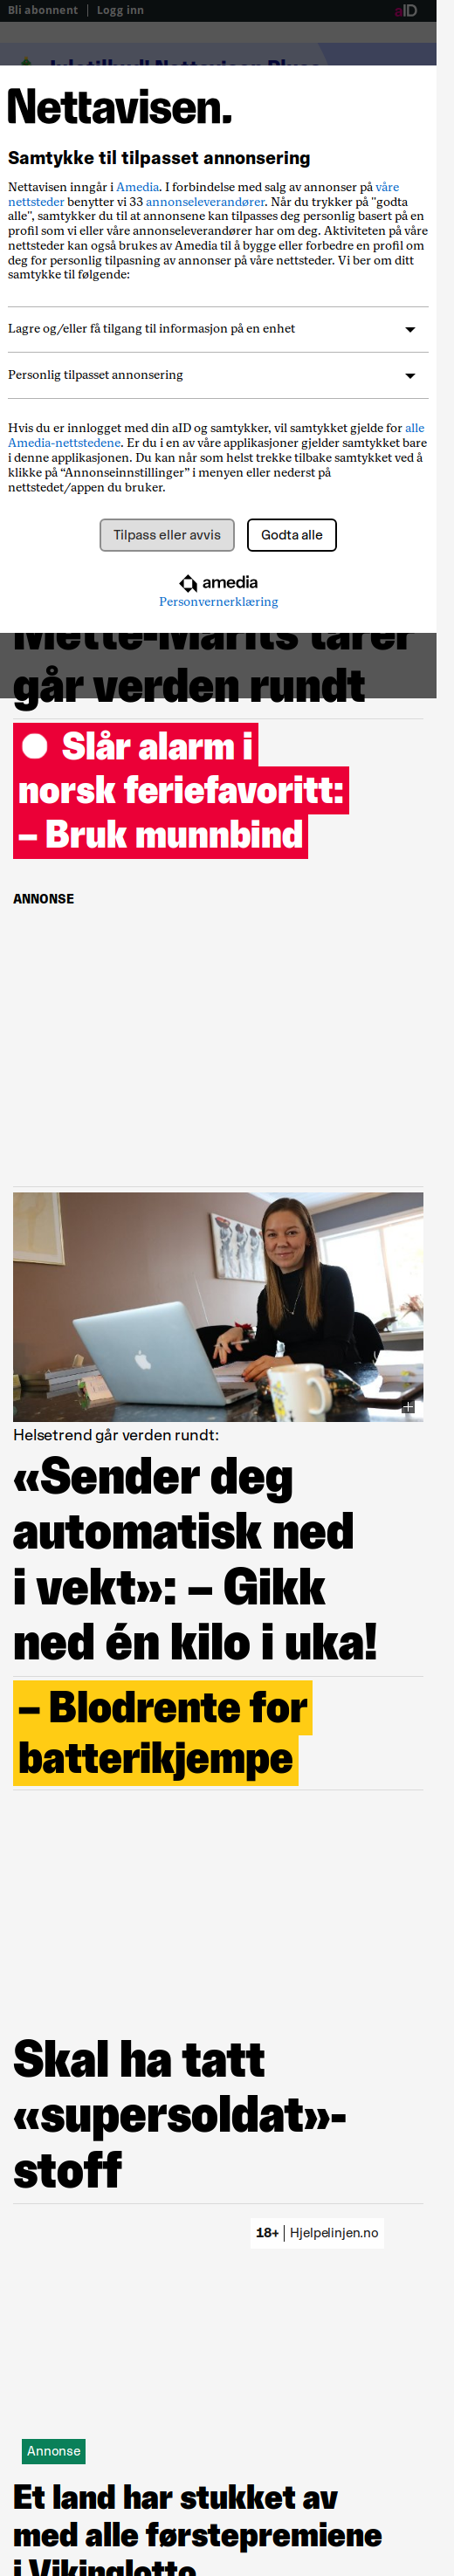 Bli abonnent | Logg inn
aID
Juletilbud! Nettavisen Pluss
Nettavisen.
Samtykke til tilpasset annonsering
Nettavisen inngår i Amedia. I forbindelse med salg av annonser på våre
nettsteder benytter vi 33 annonseleverandører. Når du trykker på "godta
alle", samtykker du til at annonsene kan tilpasses deg personlig basert på en
profil som vi eller våre annonseleverandører har om deg. Aktiviteten på våre
nettsteder kan også brukes av Amedia til å bygge eller forbedre en profil om
deg for personlig tilpasning av annonser på våre nettsteder. Vi ber om ditt
samtykke til følgende:
Lagre og/eller få tilgang til informasjon på en enhet
Personlig tilpasset annonsering
Hvis du er innlogget med din aID og samtykker, vil samtykket gjelde for alle
Amedia-nettstedene. Er du i en av våre applikasjoner gjelder samtykket bare
i denne applikasjonen. Du kan når som helst trekke tilbake samtykket ved å
klikke på “Annonseinnstillinger” i menyen eller nederst på
nettstedet/appen du bruker.
Tilpass eller avvis
Godta alle
amedia
Personvernerklæring
Mette-Marits tårer
går verden rundt
Slår alarm i
norsk feriefavoritt:
– Bruk munnbind
ANNONSE
Helsetrend går verden rundt:
«Sender deg
automatisk ned
i vekt»: – Gikk
ned én kilo i uka!
– Blodrente for
batterikjempe
Skal ha tatt
«supersoldat»-
stoff
18+ | Hjelpelinjen.no
Annonse
Et land har stukket av
med alle førstepremiene
i Vikinglotto